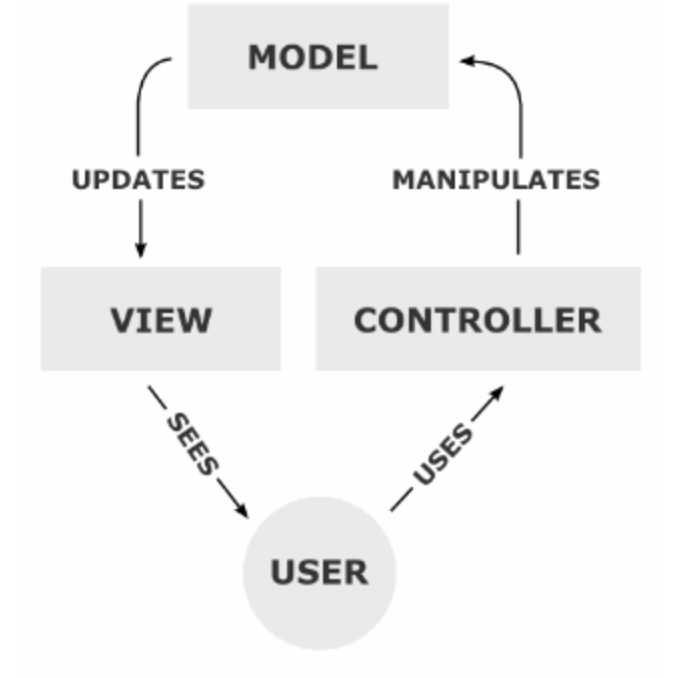 MODEL
UPDATES
MANIPULATES
VIEW
CONTROLLER
SEES
USES
USER